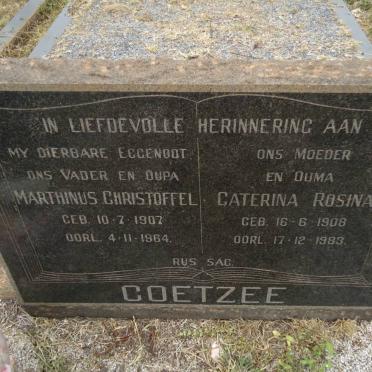 IN LIEFDEVOLLE HERINNERING AAN
MY DIERBARE EGGENOOT
ONS VADER EN OUPA
MARTHINUS CHRISTOFFEL
GEB. 10-7-1907
OORL. 4-11-1964.
ONS MOEDER
EN OUMA
CATERINA ROSINA
GEB. 16-6-1908
OORL. 17-12-1983.
RUS SAG.
COETZEE